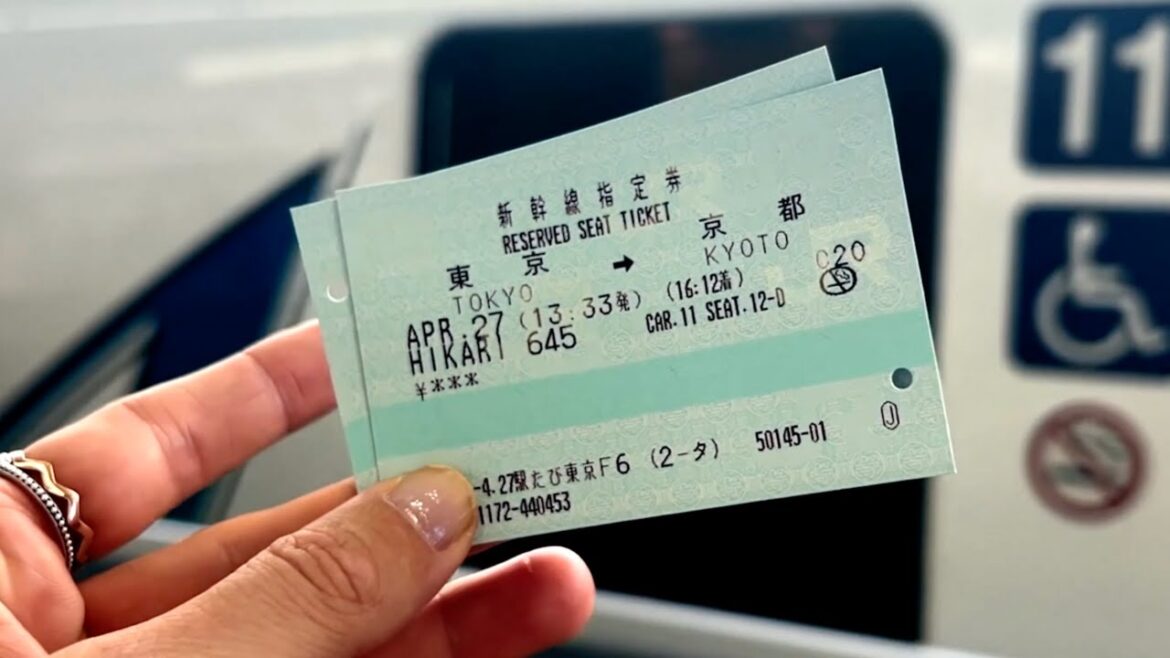 新幹線指定券
RESERVED SEAT TICKET
東京 → 京都
TOKYO KYOTO C20
APR.27 (13:33発) (16:12着)
HIKARI 645 CAR.11 SEAT.12-D
¥***
-4.27駅たび東京F6 (2-タ) 50145-01 Ⓙ
1172-440453
11